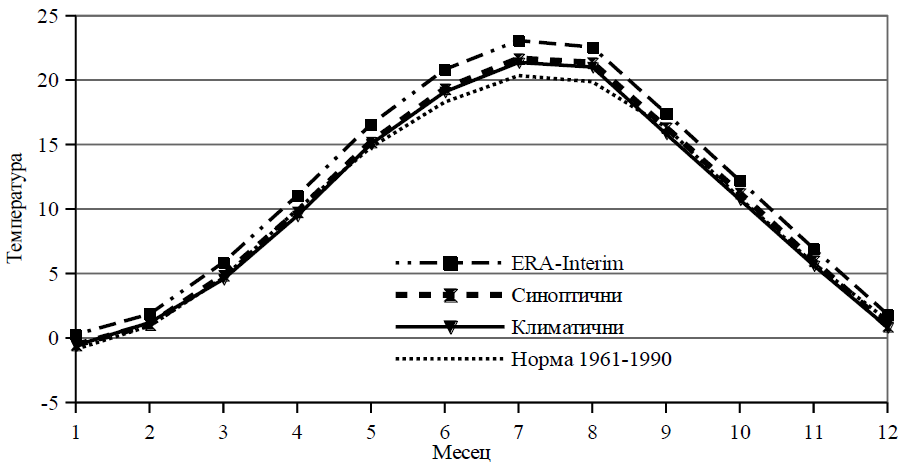 25
20
15
10
5
0
-5
Температура
ERA-Interim
Синоптични
Климатични
Норма 1961-1990
1 2 3 4 5 6 7 8 9 10 11 12
Месец